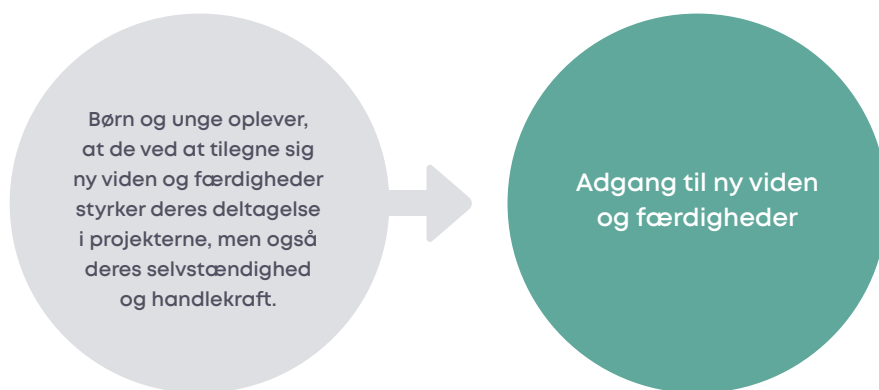 Børn og unge oplever,
at de ved at tilegne sig
ny viden og færdigheder
styrker deres deltagelse
i projekterne, men også
deres selvstændighed
og handlekraft.
Adgang til ny viden
og færdigheder